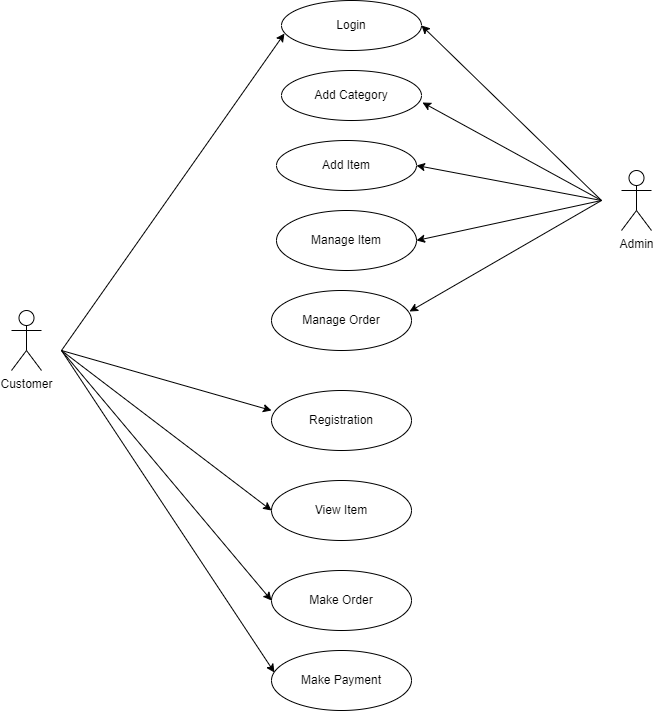 Login
Add Category
Add Item
Manage Item
Admin
Manage Order
Customer
Registration
View Item
Make Order
Make Payment